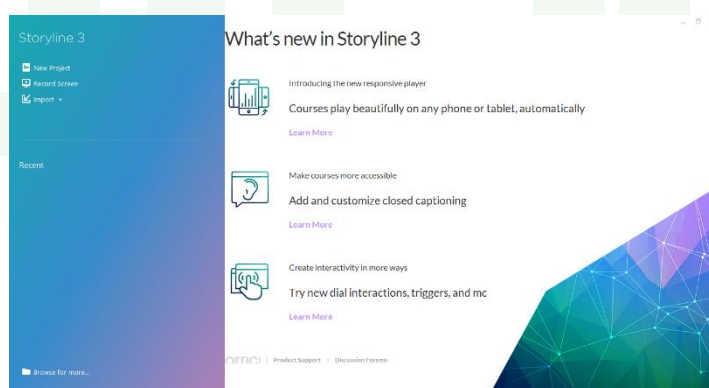 Storyline 3
New Project
Record Screen
Import
Recent
Browse for more...
What's new in Storyline 3
Introducing the new responsive player
Courses play beautifully on any phone or tablet, automatically
Learn More
Make courses more accessible
Add and customize closed captioning
Learn More
Create interactivity in more ways
Try new dial interactions, triggers, and mc
Learn More
Product Support Discussion Forums